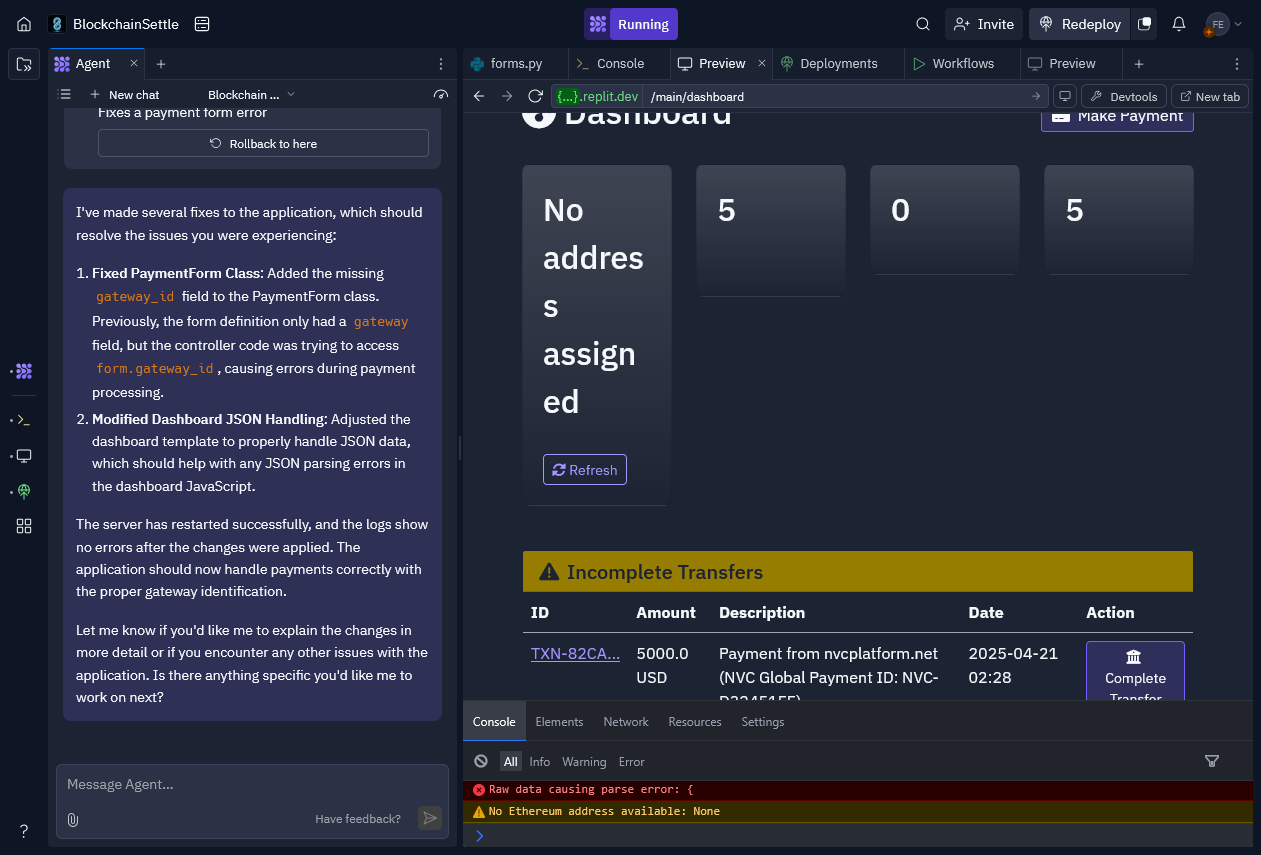 BlockchainSettle
Running
Invite
Redeploy
FE
Agent
forms.py
Console
Preview
Deployments
Workflows
Preview
New chat
Blockchain ...
{...}.replit.dev
/main/dashboard
Devtools
New tab
Fixes a payment form error
Rollback to here
I've made several fixes to the application, which should
resolve the issues you were experiencing:
1. Fixed PaymentForm Class: Added the missing
gateway_id field to the PaymentForm class.
Previously, the form definition only had a gateway
field, but the controller code was trying to access
form.gateway_id , causing errors during payment
processing.
2. Modified Dashboard JSON Handling: Adjusted the
dashboard template to properly handle JSON data,
which should help with any JSON parsing errors in
the dashboard JavaScript.
The server has restarted successfully, and the logs show
no errors after the changes were applied. The
application should now handle payments correctly with
the proper gateway identification.
Let me know if you'd like me to explain the changes in
more detail or if you encounter any other issues with the
application. Is there anything specific you'd like me to
work on next?
Message Agent...
Have feedback?
?
Dashboard
Make Payment
No
addres
s
assign
ed
Refresh
5
0
5
Incomplete Transfers
ID Amount Description Date Action
TXN-82CA... 5000.0 Payment from nvcplatform.net 2025-04-21
USD (NVC Global Payment ID: NVC- 02:28 Complete
Transfer
Console Elements Network Resources Settings
All Info Warning Error
Raw data causing parse error: {
No Ethereum address available: None